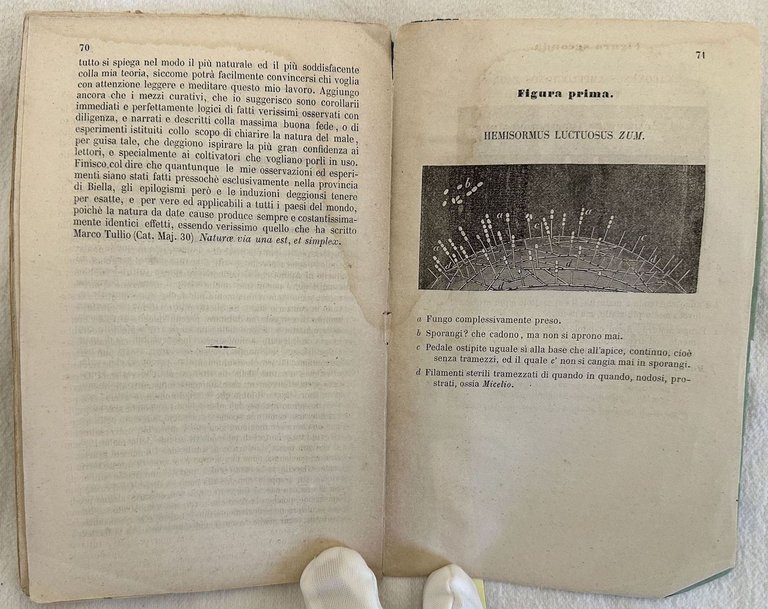 70
tutto si spiega nel modo il più naturale ed il più soddisfacente
colla mia teoria, siccome potrà facilmente convincersi chi voglia
con attenzione leggere e meditare questo mio lavoro. Aggiungo
ancora che i mezzi curativi, che io suggerisco sono corollarii
immediati e perfettamente logici di fatti verissimi osservati con
diligenza, e narrati e descritti colla massima buona fede, o di
esperimenti istituiti collo scopo di chiarire la natura del male,
per guisa tale, che deggiono ispirare la più gran confidenza ai
lettori, e specialmente ai coltivatori che vogliano porli in uso.
Finisco col dire che quantunque le mie osservazioni ed esperi-
menti siano stati fatti pressochè esclusivamente nella provincia
di Biella, gli epilogismi però e le induzioni deggionsi tenere
per esatte, e per vere ed applicabili a tutti i paesi del mondo,
poichè la natura da date cause produce sempre e costantissima-
mente identici effetti, essendo verissimo quello che ha scritto
Marco Tullio (Cat. Maj. 30) Naturæ via una est, et simplex.
71
Figura prima.
HEMISORMUS LUCTUOSUS ZUM.
b
a
a
c
a Fungo complessivamente preso.
b Sporangi? che cadono, ma non si aprono mai.
c Pedale ostipite uguale sì alla base che all'apice, continuo, cioè
senza tramezzi, ed il quale c' non si cangia mai in sporangi.
d Filamenti sterili tramezzati di quando in quando, nodosi, pro-
strati, ossia Micelio.